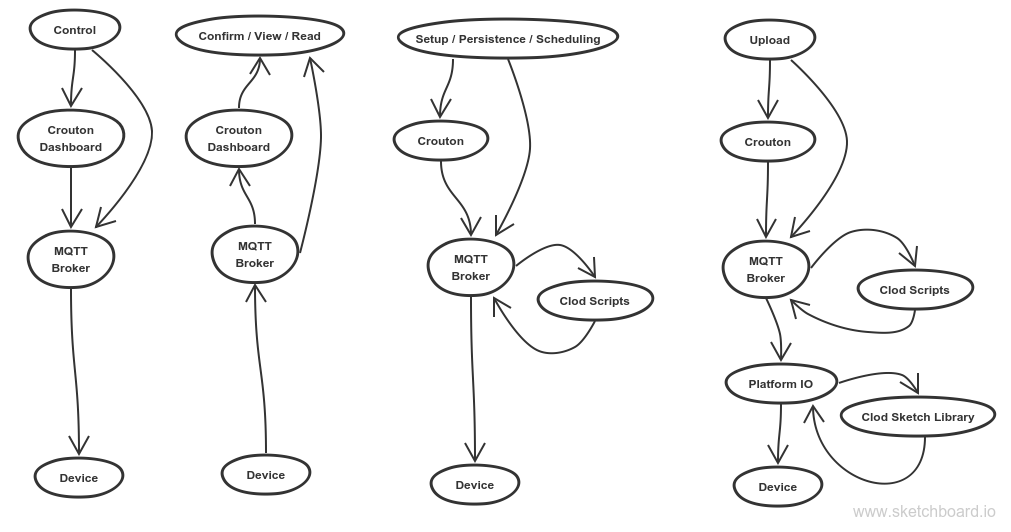 Control
Crouton
Dashboard
MQTT
Broker
Device
Confirm / View / Read
Crouton
Dashboard
MQTT
Broker
Device
Setup / Persistence / Scheduling
Crouton
MQTT
Broker
Clod Scripts
Device
Upload
Crouton
MQTT
Broker
Clod Scripts
Platform IO
Clod Sketch Library
Device
www.sketchboard.io